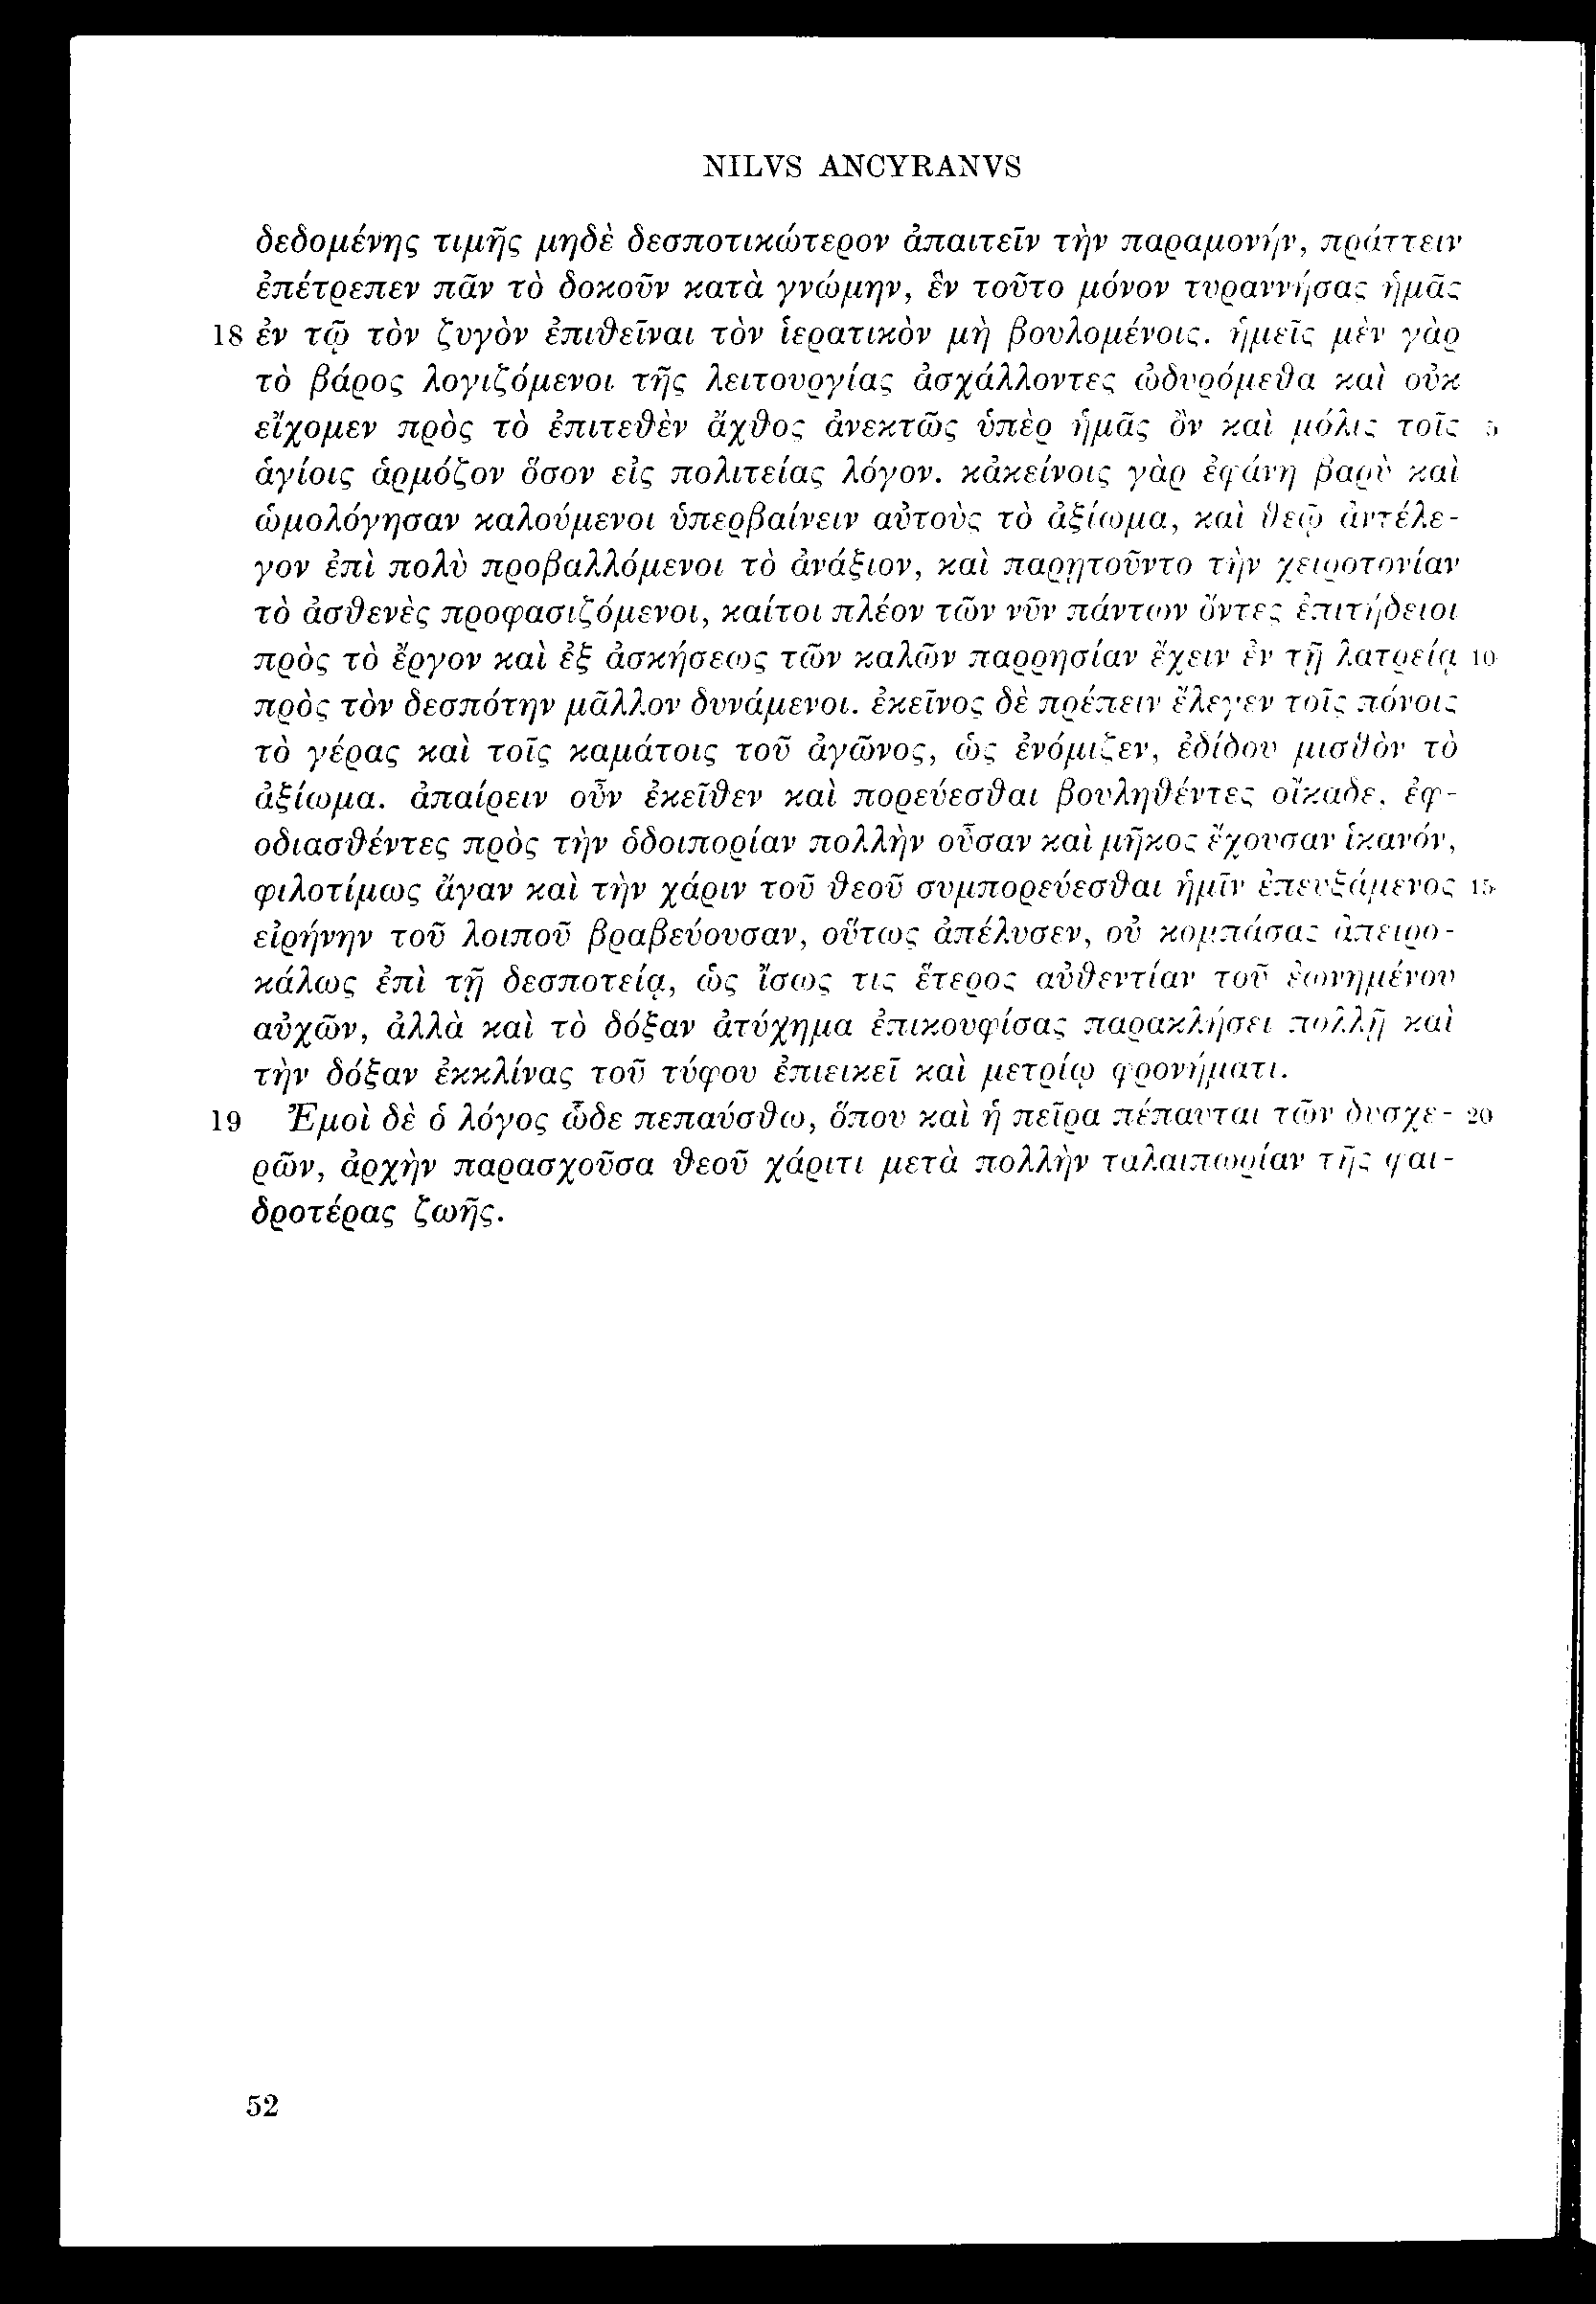 NILVS ANCYRANVS
δεδομένης τιμῆς μηδὲ δεσποτικώτερον ἀπαιτεῖν τὴν παραμονήν, πράττειν
ἐπέτρεπεν πᾶν τὸ δοκοῦν κατὰ γνώμην, ἓν τοῦτο μόνον τυραννήσας ἡμᾶς
18 ἐν τῷ τὸν ζυγὸν ἐπιθεῖναι τὸν ἱερατικὸν μὴ βουλομένοις. ἡμεῖς μὲν γὰρ
τὸ βάρος λογιζόμενοι τῆς λειτουργίας ἀσχάλλοντες ὠδυρόμεθα καὶ οὐκ
εἴχομεν πρὸς τὸ ἐπιτεθὲν ἄχθος ἀνεκτῶς ὑπὲρ ἡμᾶς ὂν καὶ μόλις τοῖς 5
ἁγίοις ἁρμόζον ὅσον εἰς πολιτείας λόγον. κἀκείνοις γὰρ ἐφάνη βαρὺ καὶ
ὡμολόγησαν καλούμενοι ὑπερβαίνειν αὐτοὺς τὸ ἀξίωμα, καὶ θεῷ ἀντέλε-
γον ἐπὶ πολὺ προβαλλόμενοι τὸ ἀνάξιον, καὶ παρῃτοῦντο τὴν χειροτονίαν
τὸ ἀσθενὲς προφασιζόμενοι, καίτοι πλέον τῶν νῦν πάντων ὄντες ἐπιτήδειοι
πρὸς τὸ ἔργον καὶ ἐξ ἀσκήσεως τῶν καλῶν παρρησίαν ἔχειν ἐν τῇ λατρείᾳ 10
πρὸς τὸν δεσπότην μᾶλλον δυνάμενοι. ἐκεῖνος δὲ πρέπειν ἔλεγεν τοῖς πόνοις
τὸ γέρας καὶ τοῖς καμάτοις τοῦ ἀγῶνος, ὡς ἐνόμιζεν, ἐδίδου μισθὸν τὸ
ἀξίωμα. ἀπαίρειν οὖν ἐκεῖθεν καὶ πορεύεσθαι βουληθέντες οἴκαδε, ἐφ-
οδιασθέντες πρὸς τὴν ὁδοιπορίαν πολλὴν οὖσαν καὶ μῆκος ἔχουσαν ἱκανόν,
φιλοτίμως ἄγαν καὶ τὴν χάριν τοῦ θεοῦ συμπορεύεσθαι ἡμῖν ἐπευξάμενος 15
εἰρήνην τοῦ λοιποῦ βραβεύουσαν, οὕτως ἀπέλυσεν, οὐ κομπάσας ἀπειρο-
κάλως ἐπὶ τῇ δεσποτείᾳ, ὡς ἴσως τις ἕτερος αὐθεντίαν τοῦ ἐωνημένου
αὐχῶν, ἀλλὰ καὶ τὸ δόξαν ἀτύχημα ἐπικουφίσας παρακλήσει πολλῇ καὶ
τὴν δόξαν ἐκκλίνας τοῦ τύφου ἐπιεικεῖ καὶ μετρίῳ φρονήματι.
19 Ἐμοὶ δὲ ὁ λόγος ὧδε πεπαύσθω, ὅπου καὶ ἡ πεῖρα πέπαυται τῶν δυσχε- 20
ρῶν, ἀρχὴν παρασχοῦσα θεοῦ χάριτι μετὰ πολλὴν ταλαιπωρίαν τῆς φαι-
δροτέρας ζωῆς.
52